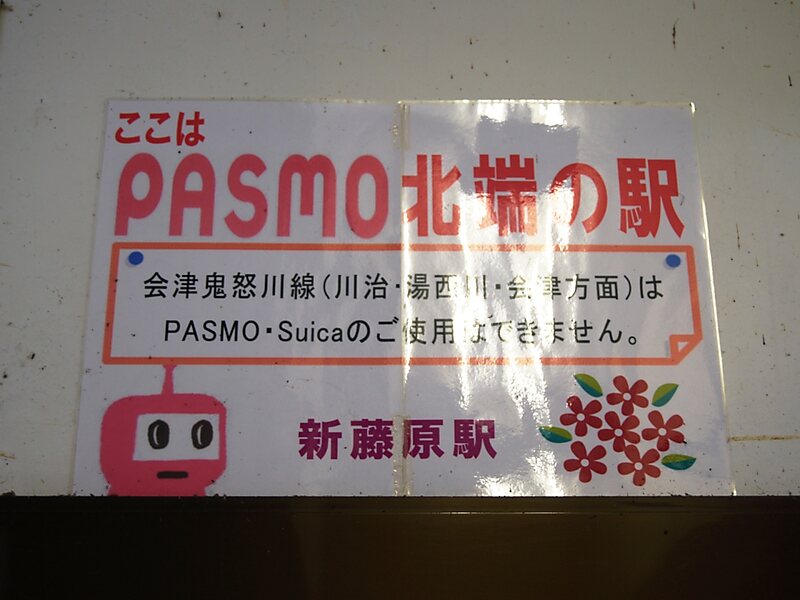 ここは
PASMO北端の駅
会津鬼怒川線(川治・湯西川・会津方面)は
PASMO・Suicaのご使用はできません。
新藤原駅